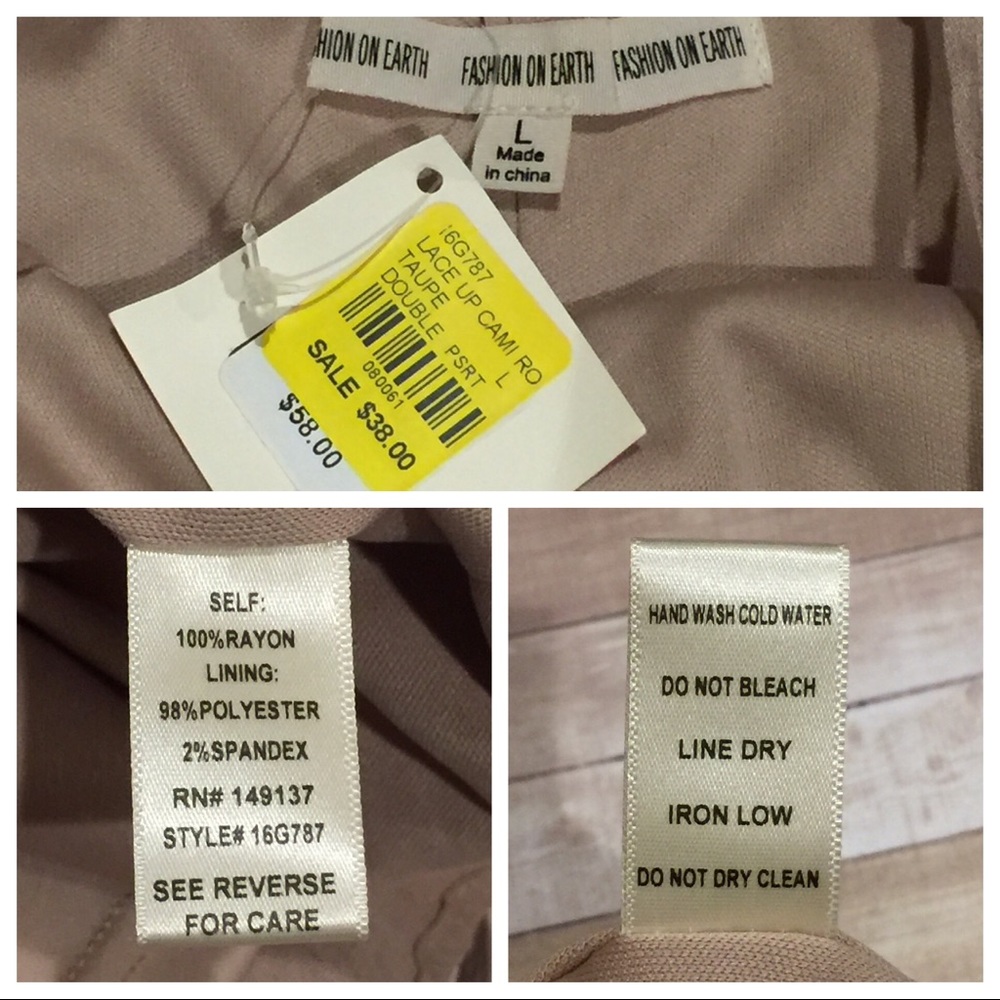 HION ON EARTH FASHION ON EARTH FASHION ON EARTH
L
Made
in china
16G787
LACE UP CAMI RO
TAUPE L
DOUBLE PSRT
080061
SALE $38.00
$58.00
SELF:
100%RAYON
LINING:
98%POLYESTER
2%SPANDEX
RN# 149137
STYLE# 16G787
SEE REVERSE
FOR CARE
HAND WASH COLD WATER
DO NOT BLEACH
LINE DRY
IRON LOW
DO NOT DRY CLEAN